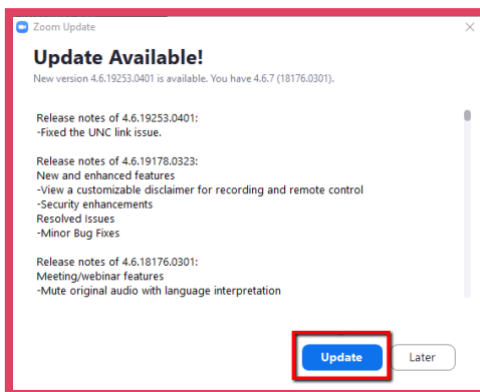 Zoom Update
Update Available!
New version 4.6.19253.0401 is available. You have 4.6.7 (18176.0301).
Release notes of 4.6.19253.0401:
-Fixed the UNC link issue.
Release notes of 4.6.19178.0323:
New and enhanced features
-View a customizable disclaimer for recording and remote control
-Security enhancements
Resolved Issues
-Minor Bug Fixes
Release notes of 4.6.18176.0301:
Meeting/webinar features
-Mute original audio with language interpretation
Update
Later